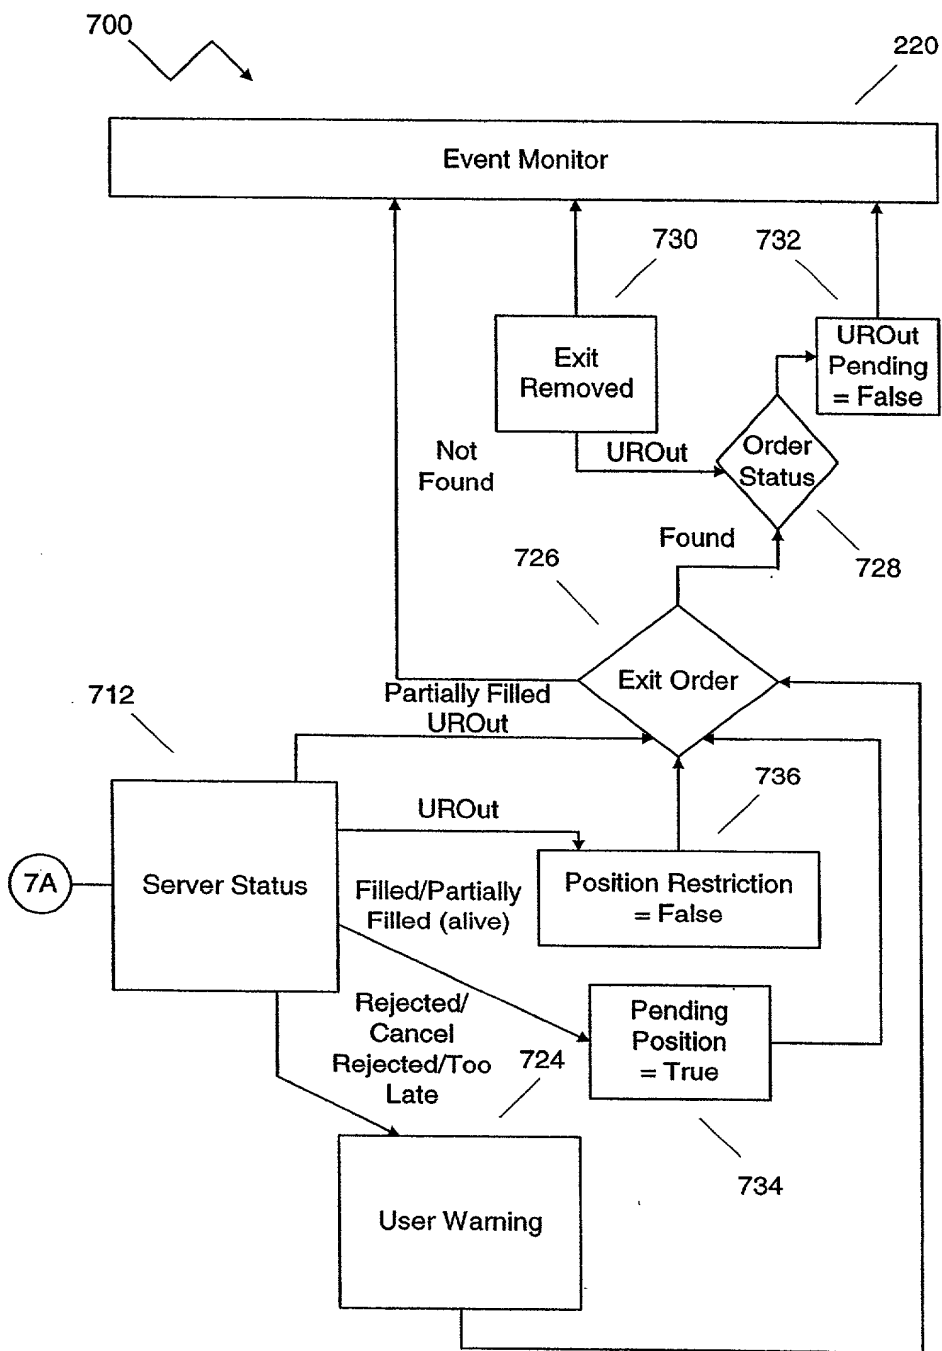 700
220
Event Monitor
730
732
Exit
Removed
UROut
Pending
= False
Not
Found
UROut
Order
Status
Found
726
728
Exit Order
712
Partially Filled
UROut
736
UROut
7A
Server Status
Filled/Partially
Filled (alive)
Position Restriction
= False
Rejected/
Cancel
Rejected/Too
Late
724
Pending
Position
= True
734
User Warning